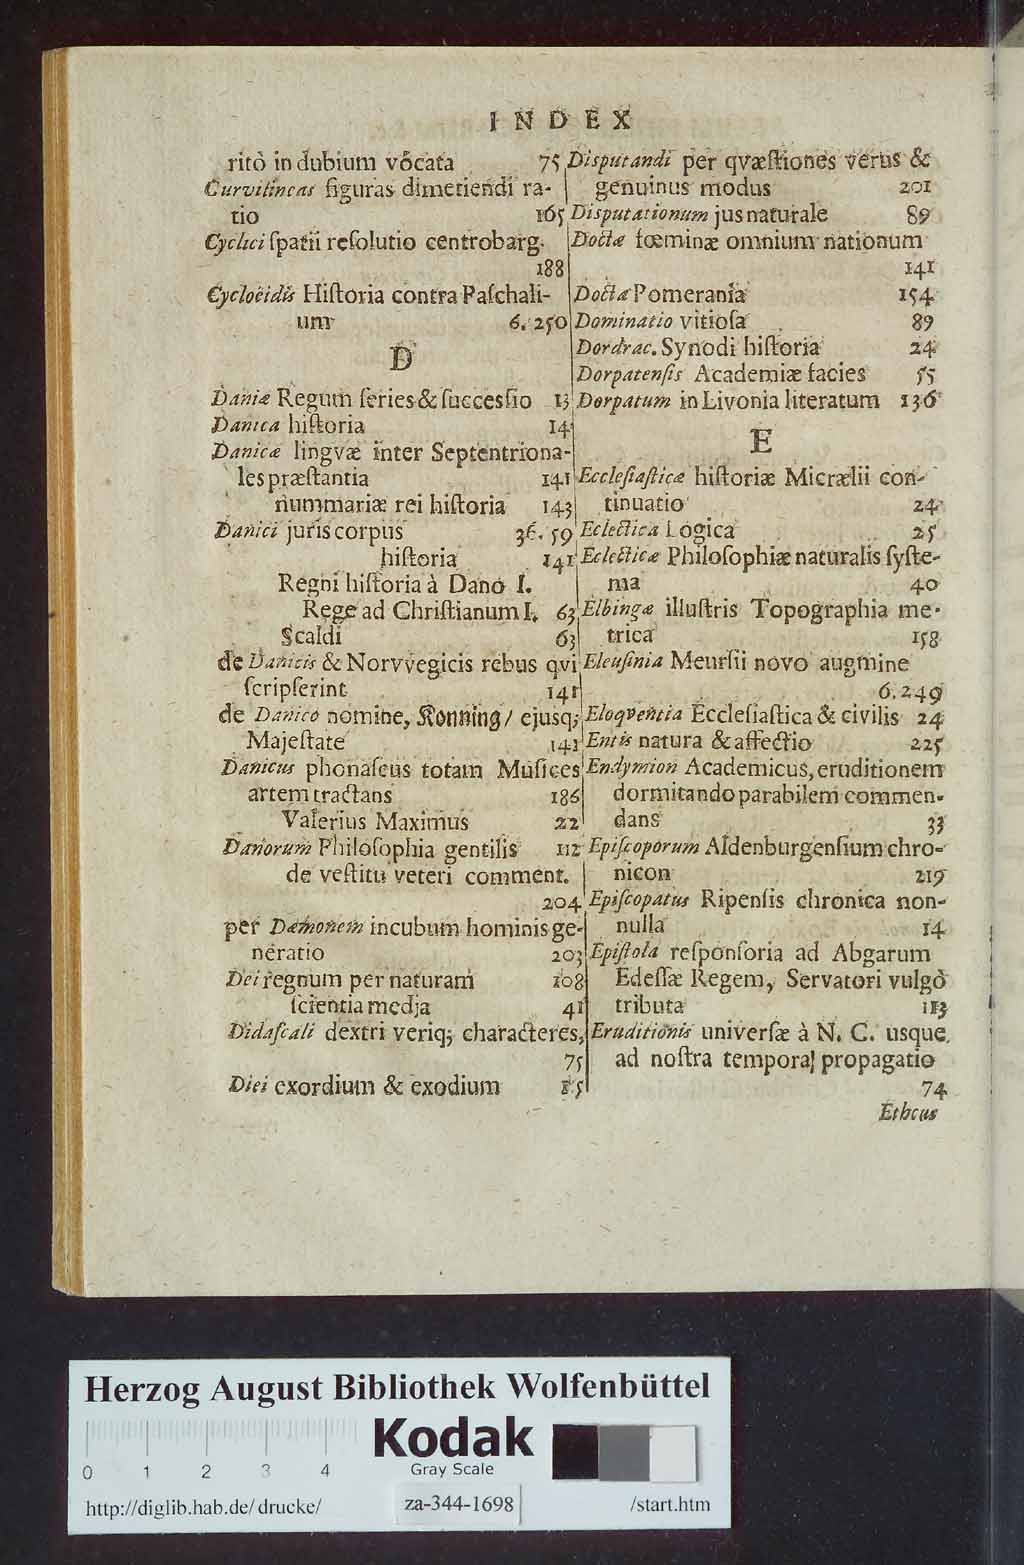 INDEX
ritò in dubium vocata 75
Curvilineas figuras dimetiendi ra-
tio 165
Cyclici ſpatii reſolutio centrobarg.
188
Cycloëidis Hiſtoria contra Paſchali-
um 6. 250
D
Daniæ Regum ſeries & ſuccesſio 13
Danica hiſtoria 14
Danicæ lingvæ inter Septentriona-
les præſtantia 141
nummariæ rei hiſtoria 143
Danici juris corpus 36. 59
hiſtoria 141
Regni hiſtoria à Dano I.
Rege ad Chriſtianum I. 63
Scaldi 63
de Danicis & Norvvegicis rebus qvi
ſcripſerint 141
de Danico nomine, Konning/ ejusq;
Majeſtate 141
Danicus phonaſcus totam Muſices
artem tractans 186
Valerius Maximus 22
Danorum Philoſophia gentilis 112
de veſtitu veteri comment.
204
per Dæmonem incubum hominis ge-
neratio 203
Dei regnum per naturam 108
ſcientia media 41
Didaſcali dextri veriq; characteres,
75
Diei exordium & exodium 15
Disputandi per qvæſtiones verus &
genuinus modus 201
Disputationum jus naturale 89
Doctæ fœminæ omnium nationum
141
Docta Pomerania 154
Dominatio vitioſa 89
Dordrac. Synodi hiſtoria 24
Dorpatenſis Academiæ facies 55
Dorpatum in Livonia literatum 136
E
Eccleſiaſticæ hiſtoriæ Micrælii con-
tinuatio 24
Eclectica Logica 25
Eclecticæ Philoſophiæ naturalis ſyſte-
ma 40
Elbingæ illuſtris Topographia me-
trica 158
Eleuſinia Meurſii novo augmine
6. 249
Eloqventia Eccleſiaſtica & civilis 24
Entis natura & affectio 225
Endymion Academicus, eruditionem
dormitando parabilem commen-
dans 33
Epiſcoporum Aldenburgenſium chro-
nicon 219
Epiſcopatus Ripenſis chronica non-
nulla 14
Epiſtola reſponſoria ad Abgarum
Edeſſæ Regem, Servatori vulgò
tributa 113
Eruditionis univerſæ à N. C. usque
ad noſtra tempora propagatio
74
Ethcus
Herzog August Bibliothek Wolfenbüttel
Kodak
0 1 2 3 4 Gray Scale
http://diglib.hab.de/drucke/ za-344-1698 /start.htm